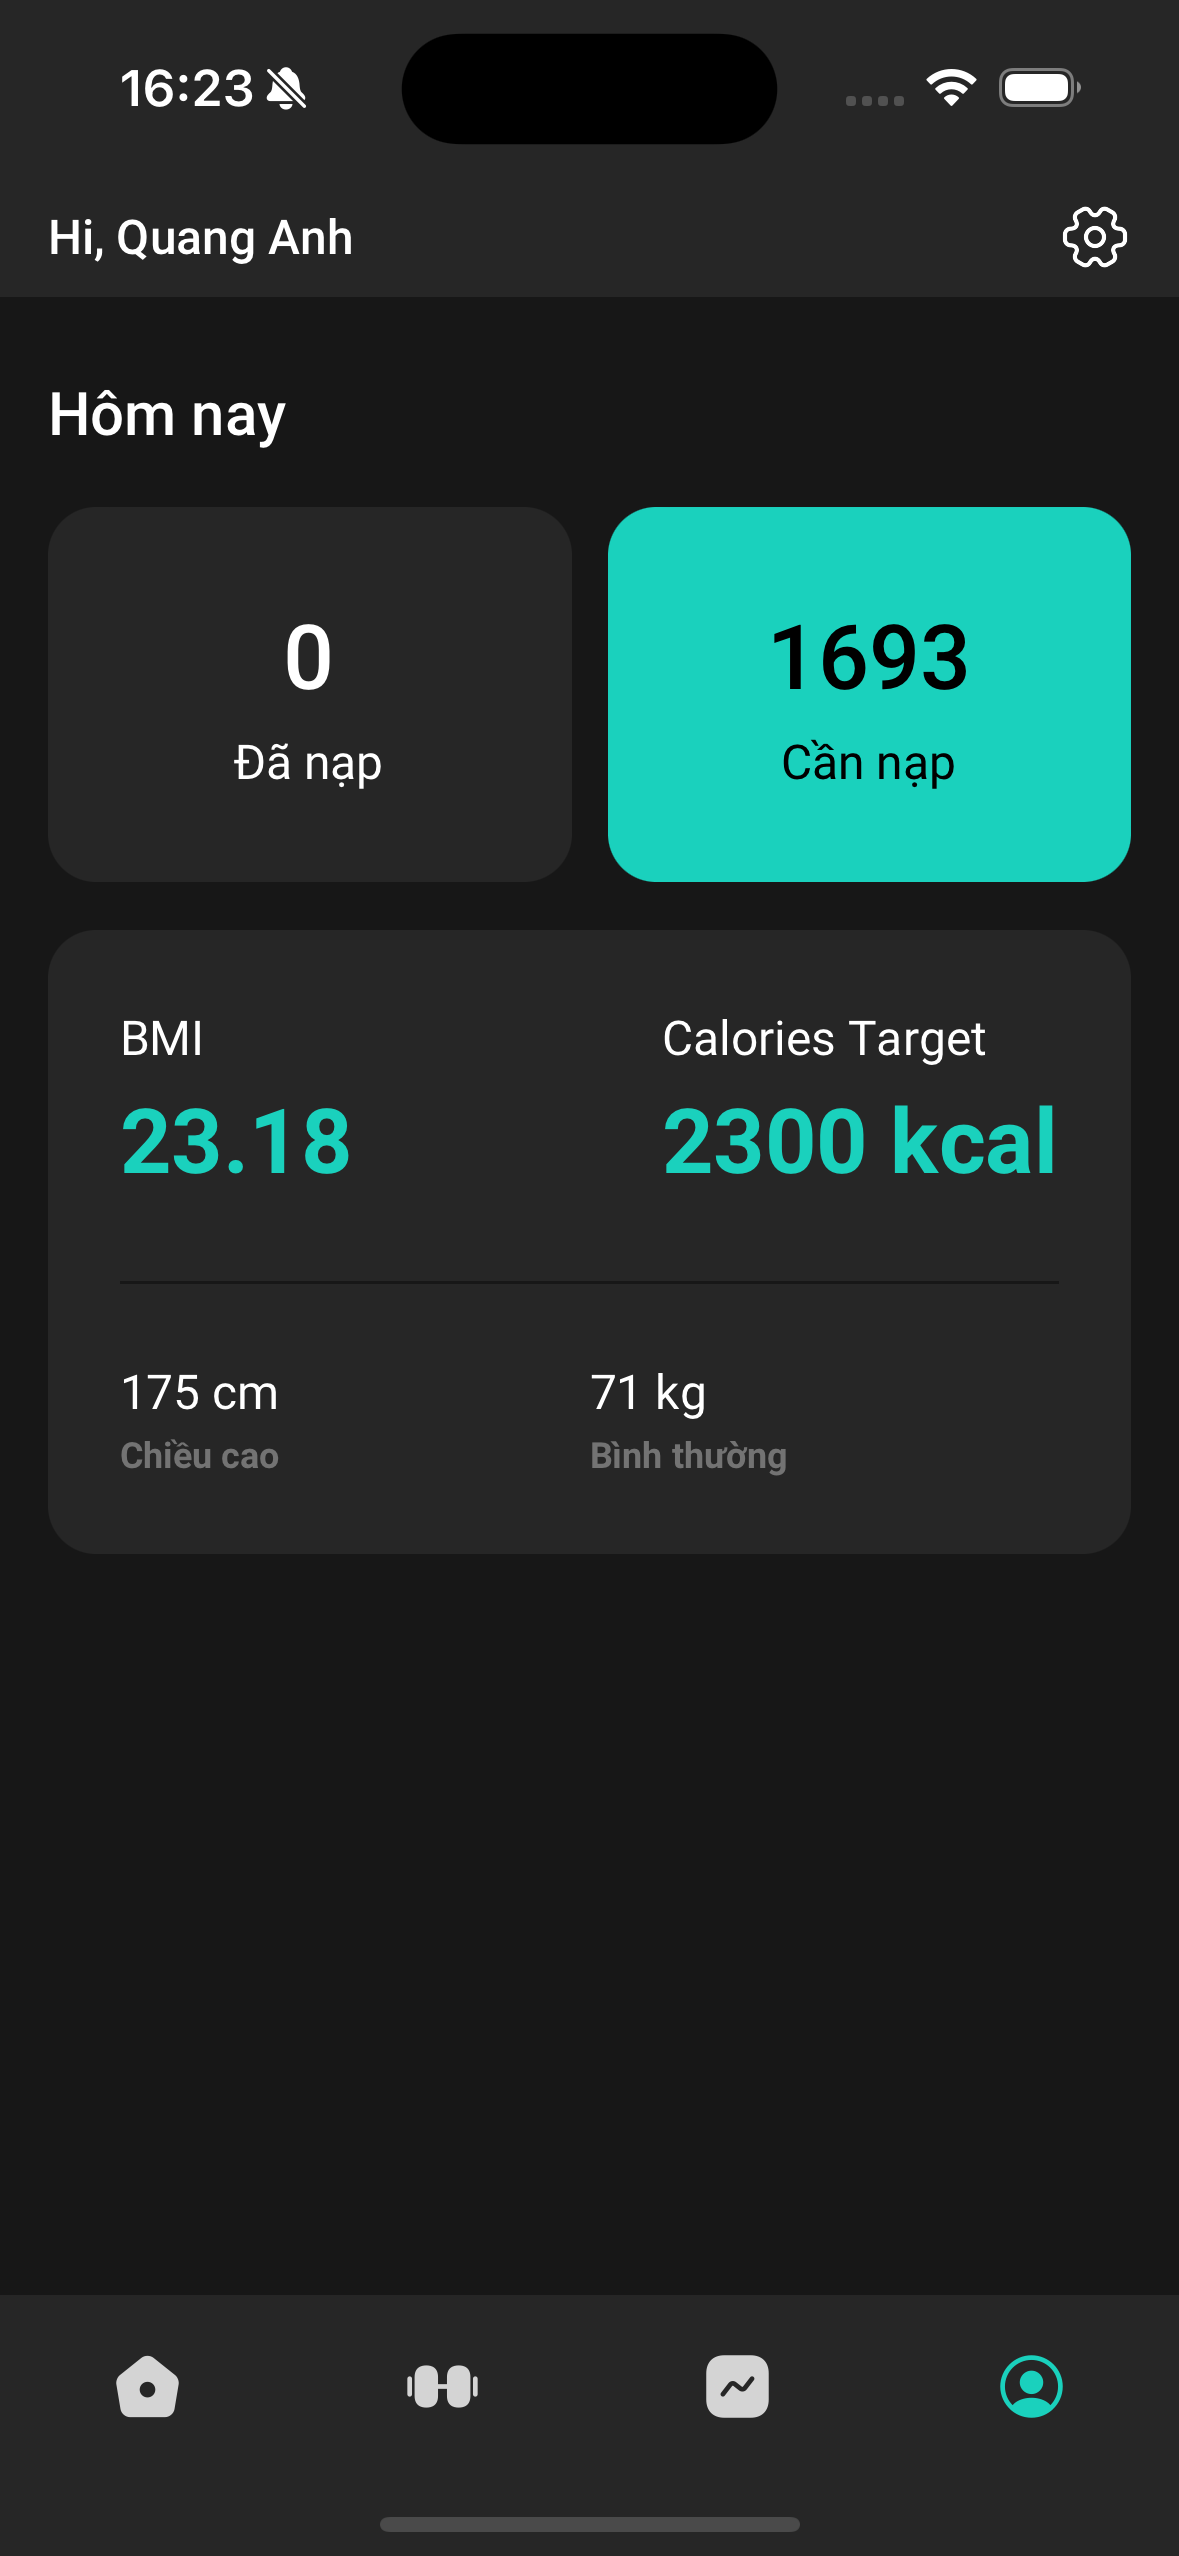 16:23
Hi, Quang Anh
Hôm nay
0
Đã nạp
1693
Cần nạp
BMI
23.18
Calories Target
2300 kcal
175 cm
Chiều cao
71 kg
Bình thường